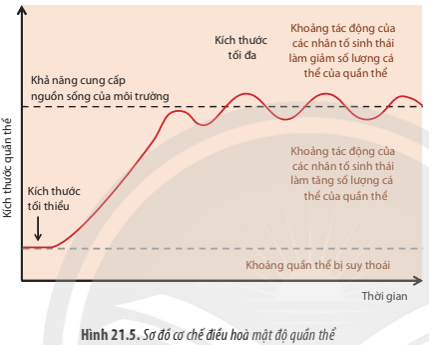 Kích thước quần thể
Kích thước
tối đa
Khoảng tác động của
các nhân tố sinh thái
làm giảm số lượng cá
thể của quần thể
Khả năng cung cấp
nguồn sống của môi trường
Khoảng tác động của
các nhân tố sinh thái
làm tăng số lượng cá
thể của quần thể
Kích thước
tối thiểu
Khoảng quần thể bị suy thoái
Thời gian
Hình 21.5. Sơ đồ cơ chế điều hoà mật độ quần thể